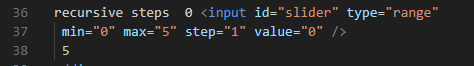 36 recursive steps  0 <input id="slider" type="range"
37  min="0" max="5" step="1" value="0" />
38  5